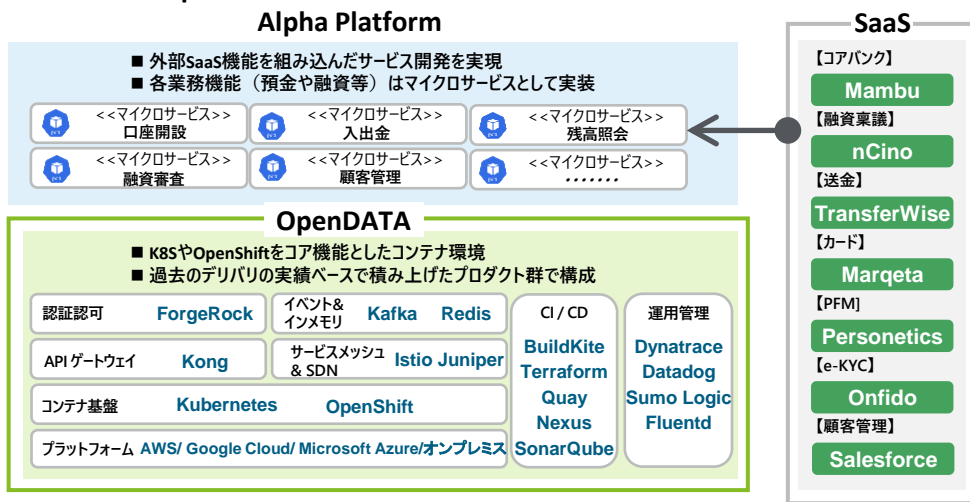 Alpha Platform
■ 外部SaaS機能を組み込んだサービス開発を実現
■ 各業務機能（預金や融資等）はマイクロサービスとして実装
<<マイクロサービス>>
口座開設
<<マイクロサービス>>
入出金
<<マイクロサービス>>
残高照会
<<マイクロサービス>>
融資審査
<<マイクロサービス>>
顧客管理
<<マイクロサービス>>
・・・・・・・
OpenDATA
■ K8SやOpenShiftをコア機能としたコンテナ環境
■ 過去のデリバリの実績ベースで積み上げたプロダクト群で構成
認証認可 ForgeRock
イベント&
インメモリ Kafka Redis
API ゲートウェイ Kong
サービスメッシュ
& SDN Istio Juniper
コンテナ基盤 Kubernetes OpenShift
プラットフォーム AWS/ Google Cloud/ Microsoft Azure/オンプレミス
CI / CD
BuildKite
Terraform
Quay
Nexus
SonarQube
運用管理
Dynatrace
Datadog
Sumo Logic
Fluentd
SaaS
【コアバンク】
Mambu
【融資稟議】
nCino
【送金】
TransferWise
【カード】
Marqeta
【PFM]
Personetics
【e-KYC】
Onfido
【顧客管理】
Salesforce